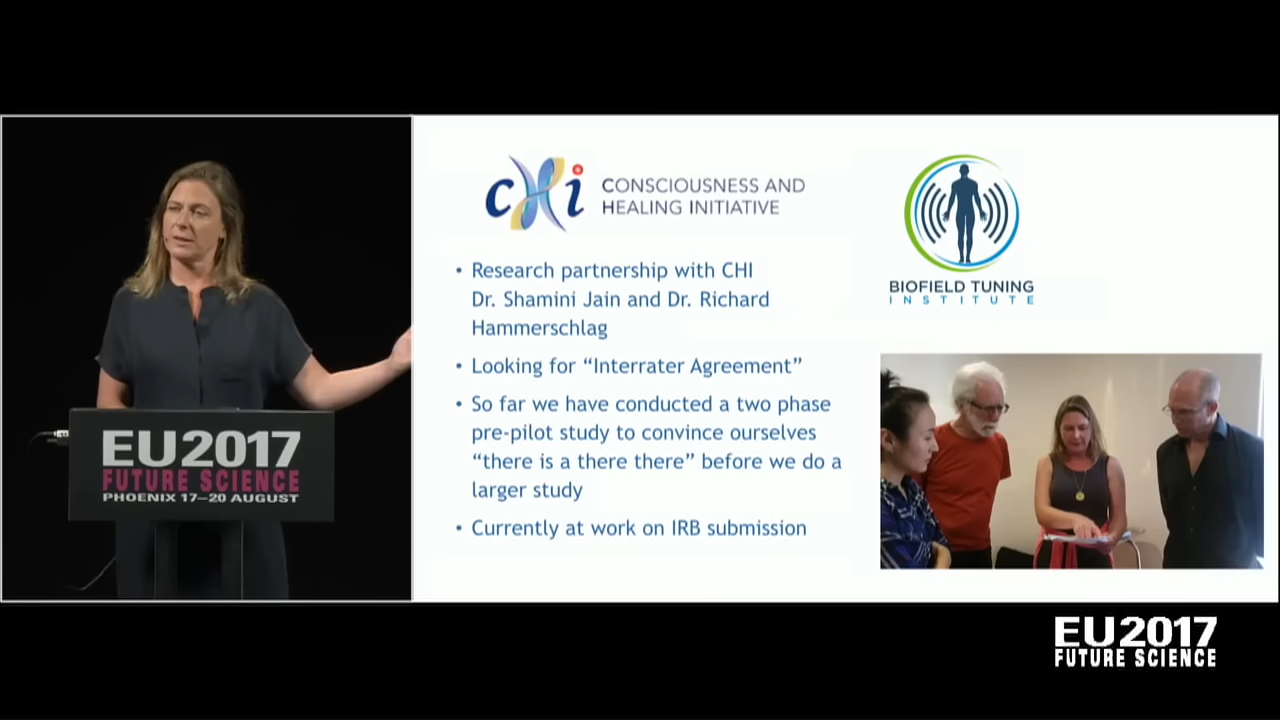 EU2017
FUTURE SCIENCE
PHOENIX 17–20 AUGUST
CHi CONSCIOUSNESS AND
HEALING INITIATIVE
BIOFIELD TUNING
INSTITUTE
• Research partnership with CHI
Dr. Shamini Jain and Dr. Richard
Hammerschlag
• Looking for “Interrater Agreement”
• So far we have conducted a two phase
pre-pilot study to convince ourselves
“there is a there there” before we do a
larger study
• Currently at work on IRB submission
EU2017
FUTURE SCIENCE